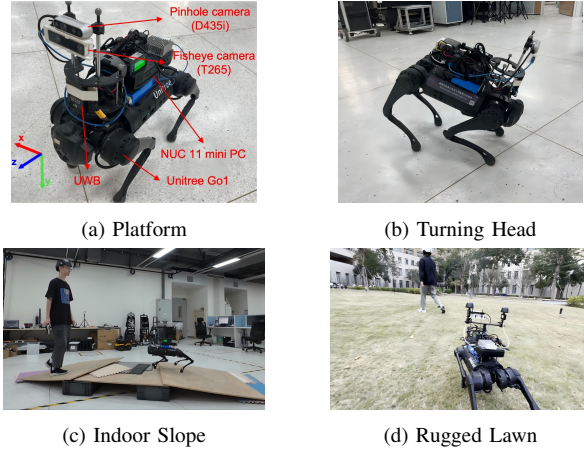 Pinhole camera
(D435i)
Fisheye camera
(T265)
Unitree
NUC 11 mini PC
x
z
y
UWB
Unitree Go1
(a) Platform
(b) Turning Head
(c) Indoor Slope
(d) Rugged Lawn